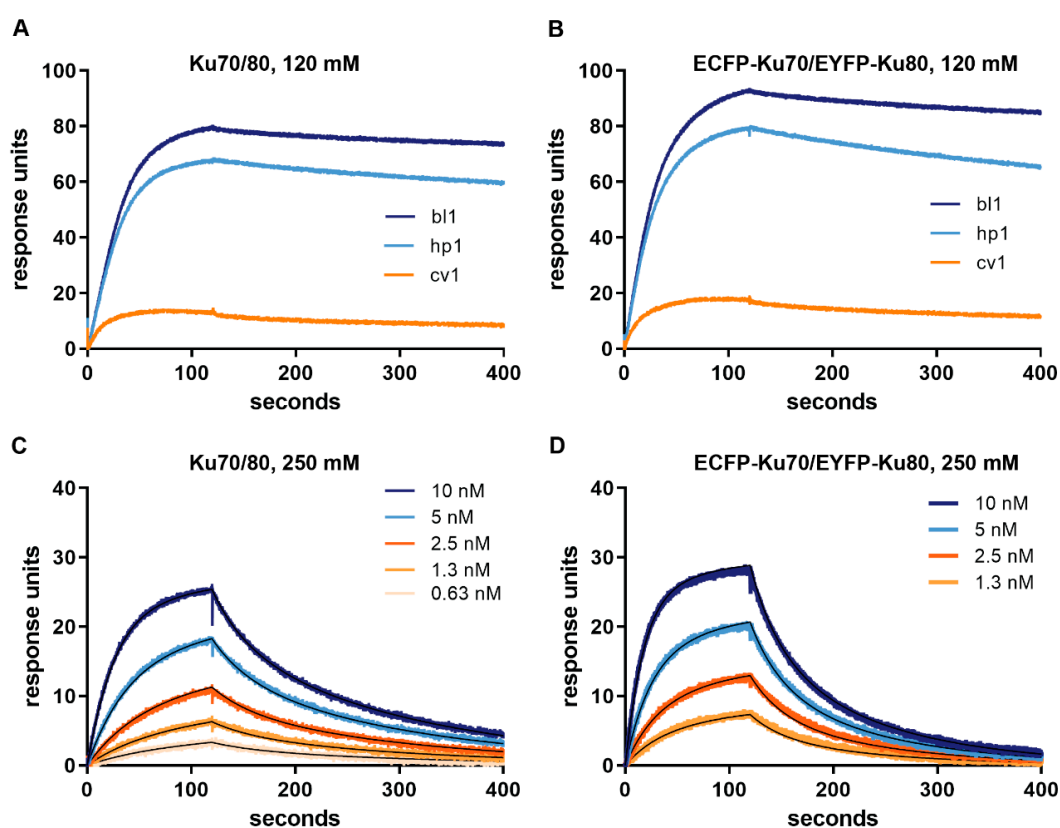 A
Ku70/80, 120 mM
response units
100
80
60
40
20
0
bl1
hp1
cv1
0
100
200
300
400
seconds
B
ECFP-Ku70/EYFP-Ku80, 120 mM
response units
100
80
60
40
20
0
bl1
hp1
cv1
0
100
200
300
400
seconds
C
Ku70/80, 250 mM
response units
40
30
20
10
0
10 nM
5 nM
2.5 nM
1.3 nM
0.63 nM
0
100
200
300
400
seconds
D
ECFP-Ku70/EYFP-Ku80, 250 mM
response units
40
30
20
10
0
10 nM
5 nM
2.5 nM
1.3 nM
0
100
200
300
400
seconds